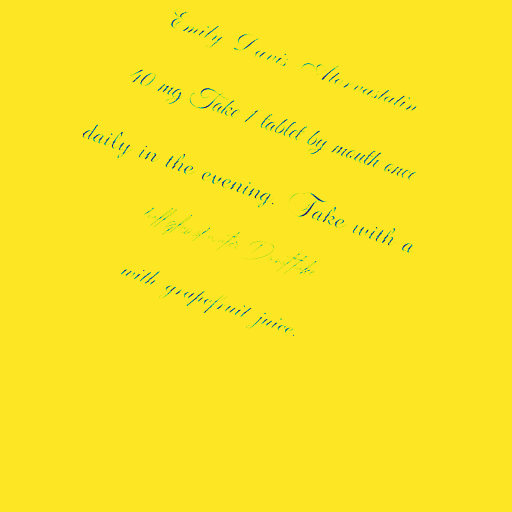 Emily Davis Atorvastatin
40 mg Take 1 tablet by mouth once
daily in the evening. Take with a
with grapefruit juice.